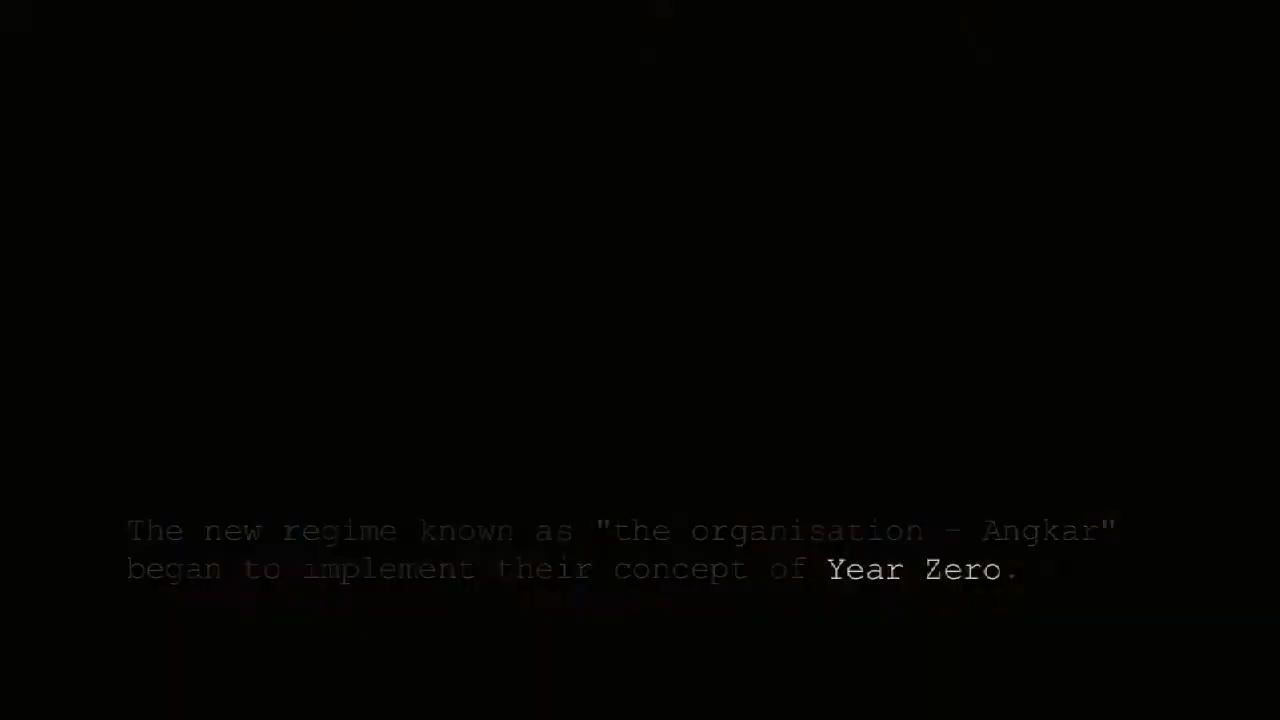 The new regime known as "the organisation - Angkar"
began to implement their concept of Year Zero.